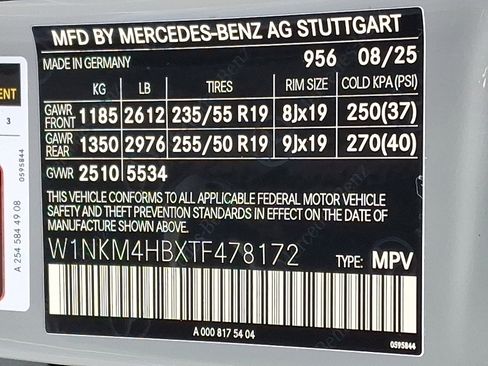 MFD BY MERCEDES-BENZ AG STUTTGART
MADE IN GERMANY 956 08/25
KG LB TIRES RIM SIZE COLD KPA(PSI)
GAWR FRONT 1185 2612 235/55 R19 8Jx19 250(37)
GAWR REAR 1350 2976 255/50 R19 9Jx19 270(40)
GVWR 2510 5534
THIS VEHICLE CONFORMS TO ALL APPLICABLE FEDERAL MOTOR VEHICLE
SAFETY AND THEFT PREVENTION STANDARDS IN EFFECT ON THE DATE OF
MANUFACTURE SHOWN ABOVE.
W1NKM4HBXTF478172 TYPE: MPV
A 000 817 54 04
0595844
ENT
3
0595844
A 254 584 49 08